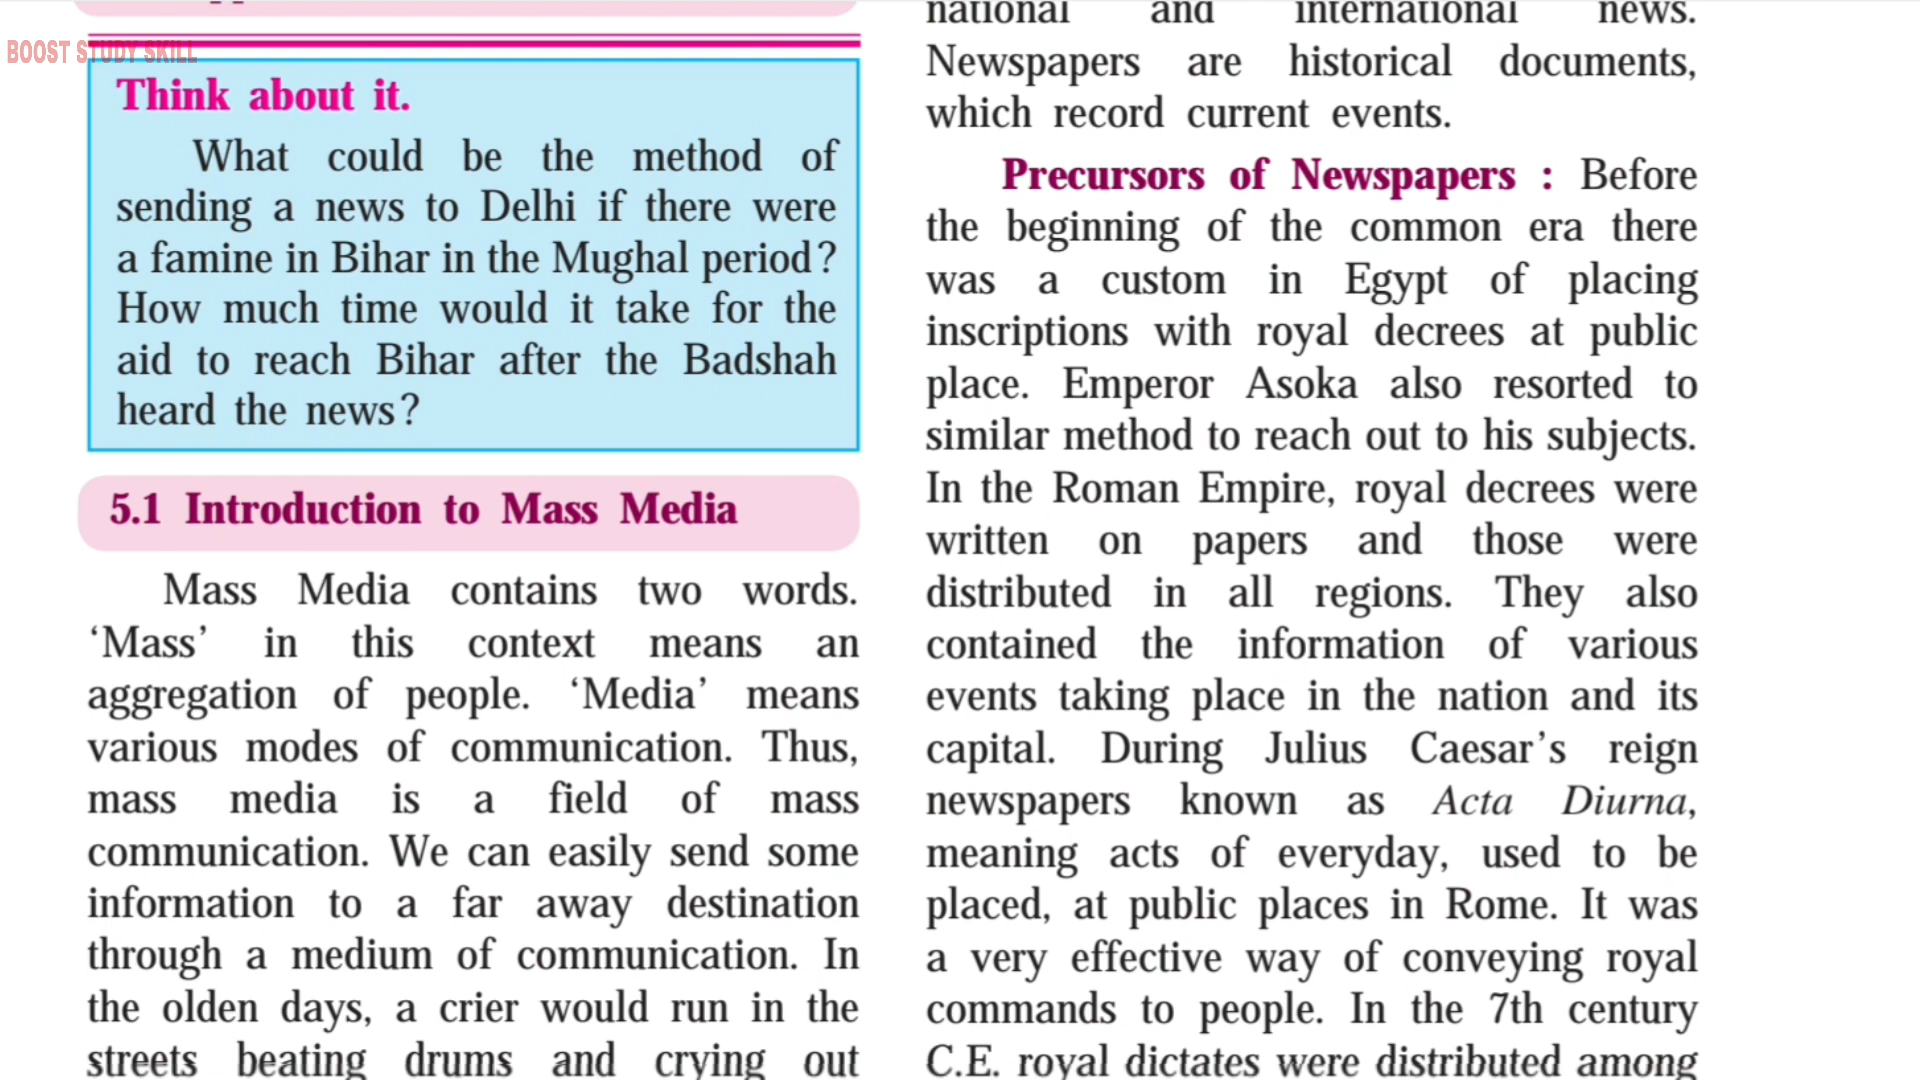 BOOST STUDY SKILL
Think about it.
What could be the method of
sending a news to Delhi if there were
a famine in Bihar in the Mughal period?
How much time would it take for the
aid to reach Bihar after the Badshah
heard the news?
5.1 Introduction to Mass Media
Mass Media contains two words.
‘Mass’ in this context means an
aggregation of people. ‘Media’ means
various modes of communication. Thus,
mass media is a field of mass
communication. We can easily send some
information to a far away destination
through a medium of communication. In
the olden days, a crier would run in the
streets beating drums and crying out
national and international news.
Newspapers are historical documents,
which record current events.
Precursors of Newspapers : Before
the beginning of the common era there
was a custom in Egypt of placing
inscriptions with royal decrees at public
place. Emperor Asoka also resorted to
similar method to reach out to his subjects.
In the Roman Empire, royal decrees were
written on papers and those were
distributed in all regions. They also
contained the information of various
events taking place in the nation and its
capital. During Julius Caesar’s reign
newspapers known as Acta Diurna,
meaning acts of everyday, used to be
placed, at public places in Rome. It was
a very effective way of conveying royal
commands to people. In the 7th century
C.E. royal dictates were distributed among